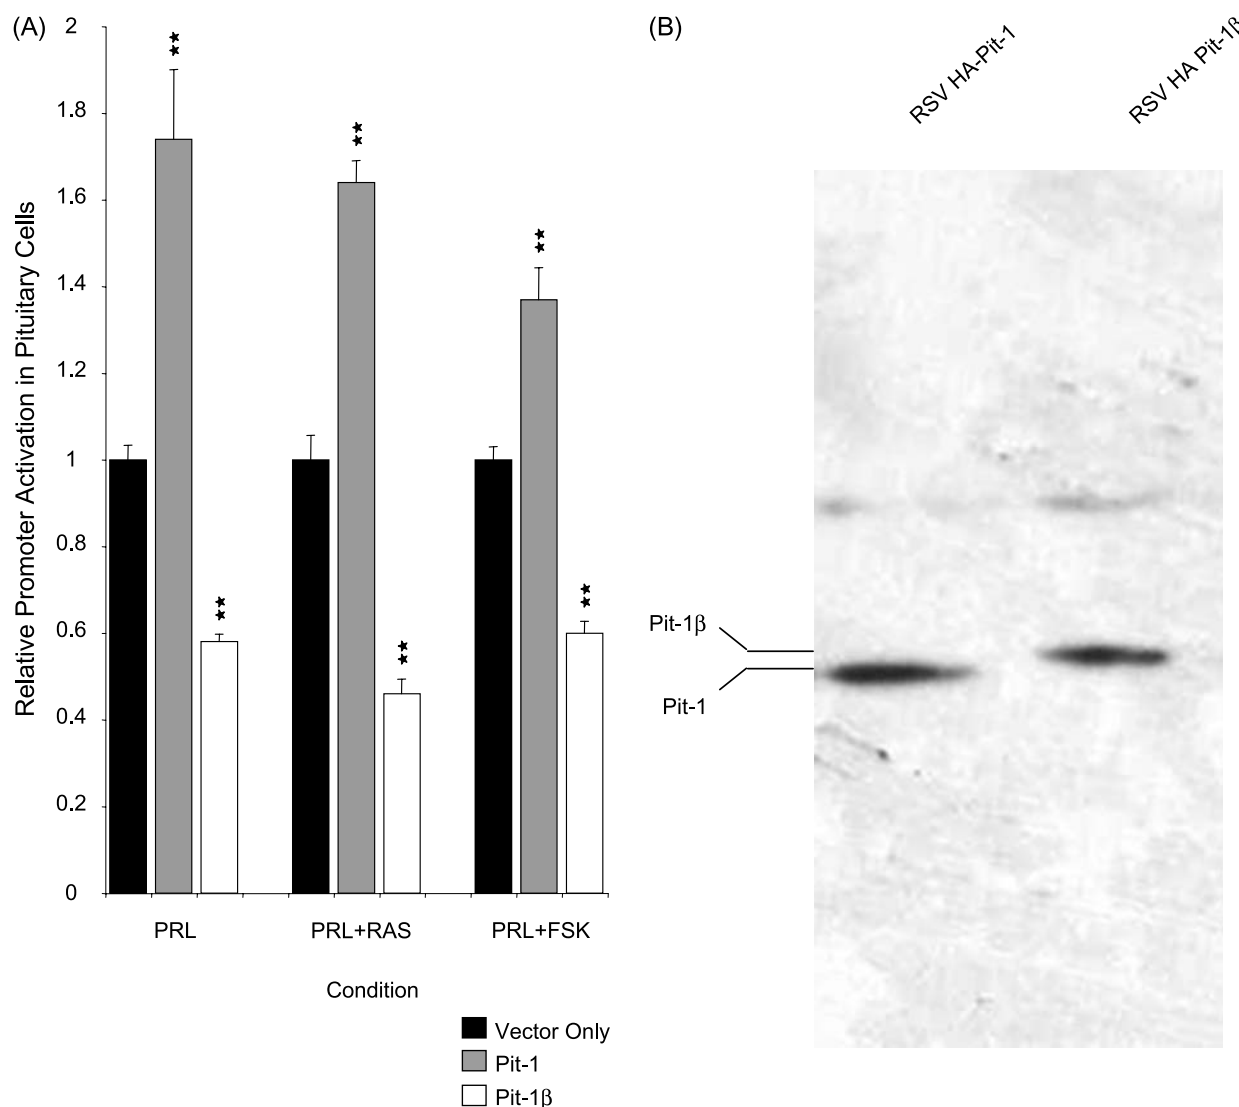 (A)
Relative Promoter Activation in Pituitary Cells
2
1.8
1.6
1.4
1.2
1
0.8
0.6
0.4
0.2
0
PRL
PRL+RAS
PRL+FSK
Condition
Vector Only
Pit-1
Pit-1β
(B)
RSV HA-Pit-1
RSV HA Pit-1β
Pit-1β
Pit-1